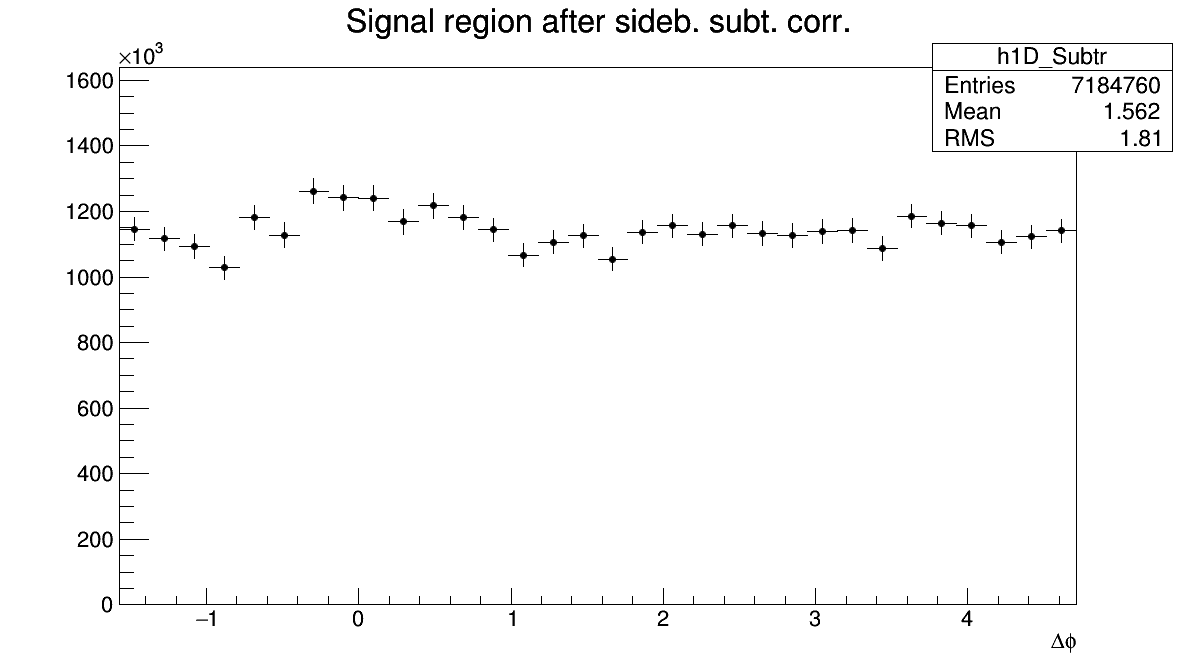 Signal region after sideb. subt. corr.
×10³
h1D_Subtr
Entries 7184760
Mean 1.562
RMS 1.81
1600
1400
1200
1000
800
600
400
200
0
−1 0 1 2 3 4
Δϕ